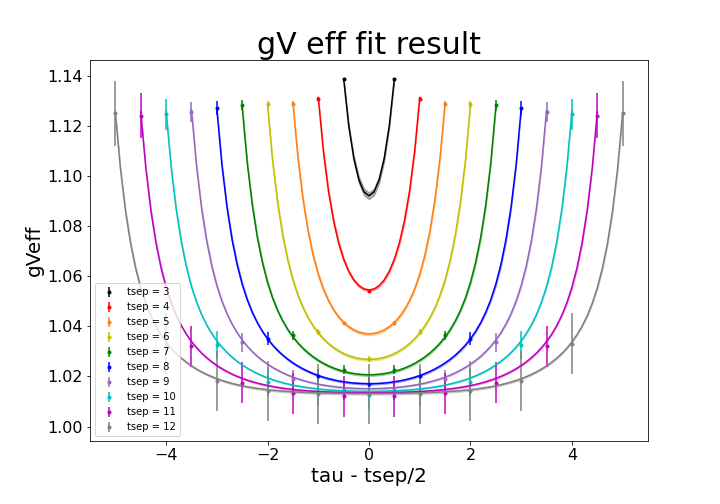 gV eff fit result
gVeff
1.14
1.12
1.10
1.08
1.06
1.04
1.02
1.00
tsep = 3
tsep = 4
tsep = 5
tsep = 6
tsep = 7
tsep = 8
tsep = 9
tsep = 10
tsep = 11
tsep = 12
−4
−2
0
2
4
tau - tsep/2